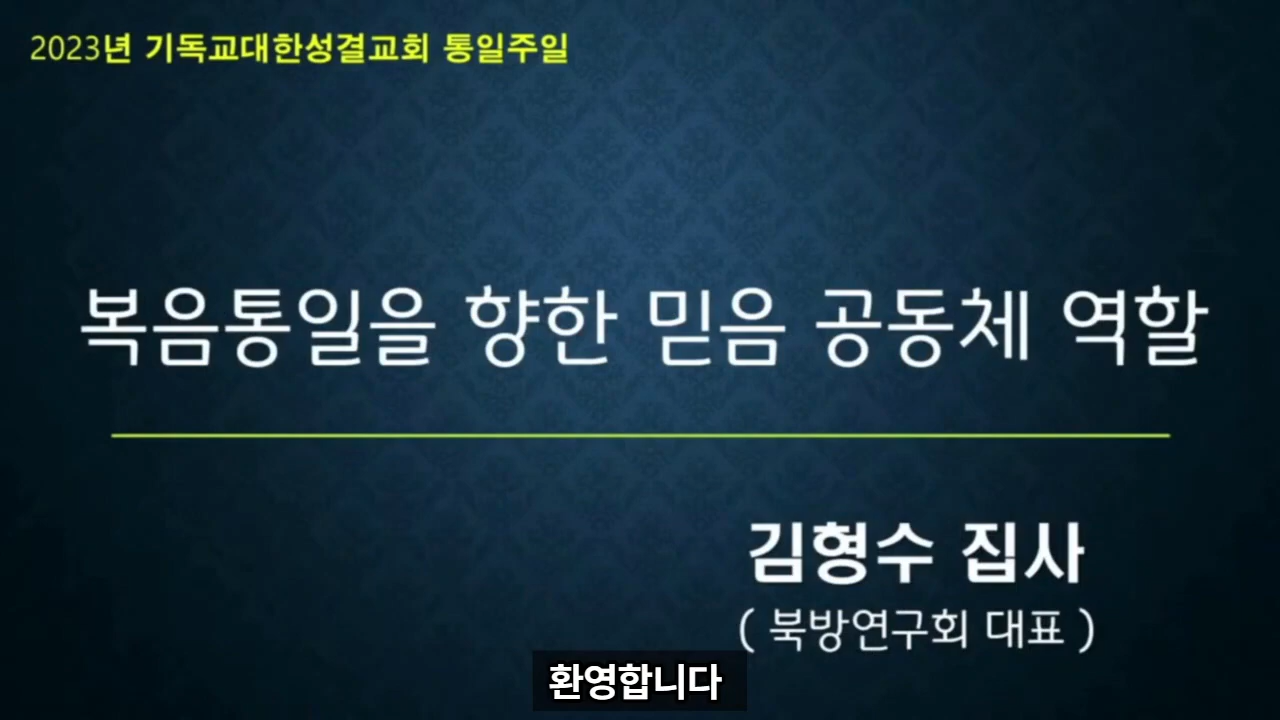 2023년 기독교대한성결교회 통일주일
복음통일을 향한 믿음 공동체 역할
김형수 집사
( 북방연구회 대표 )
환영합니다